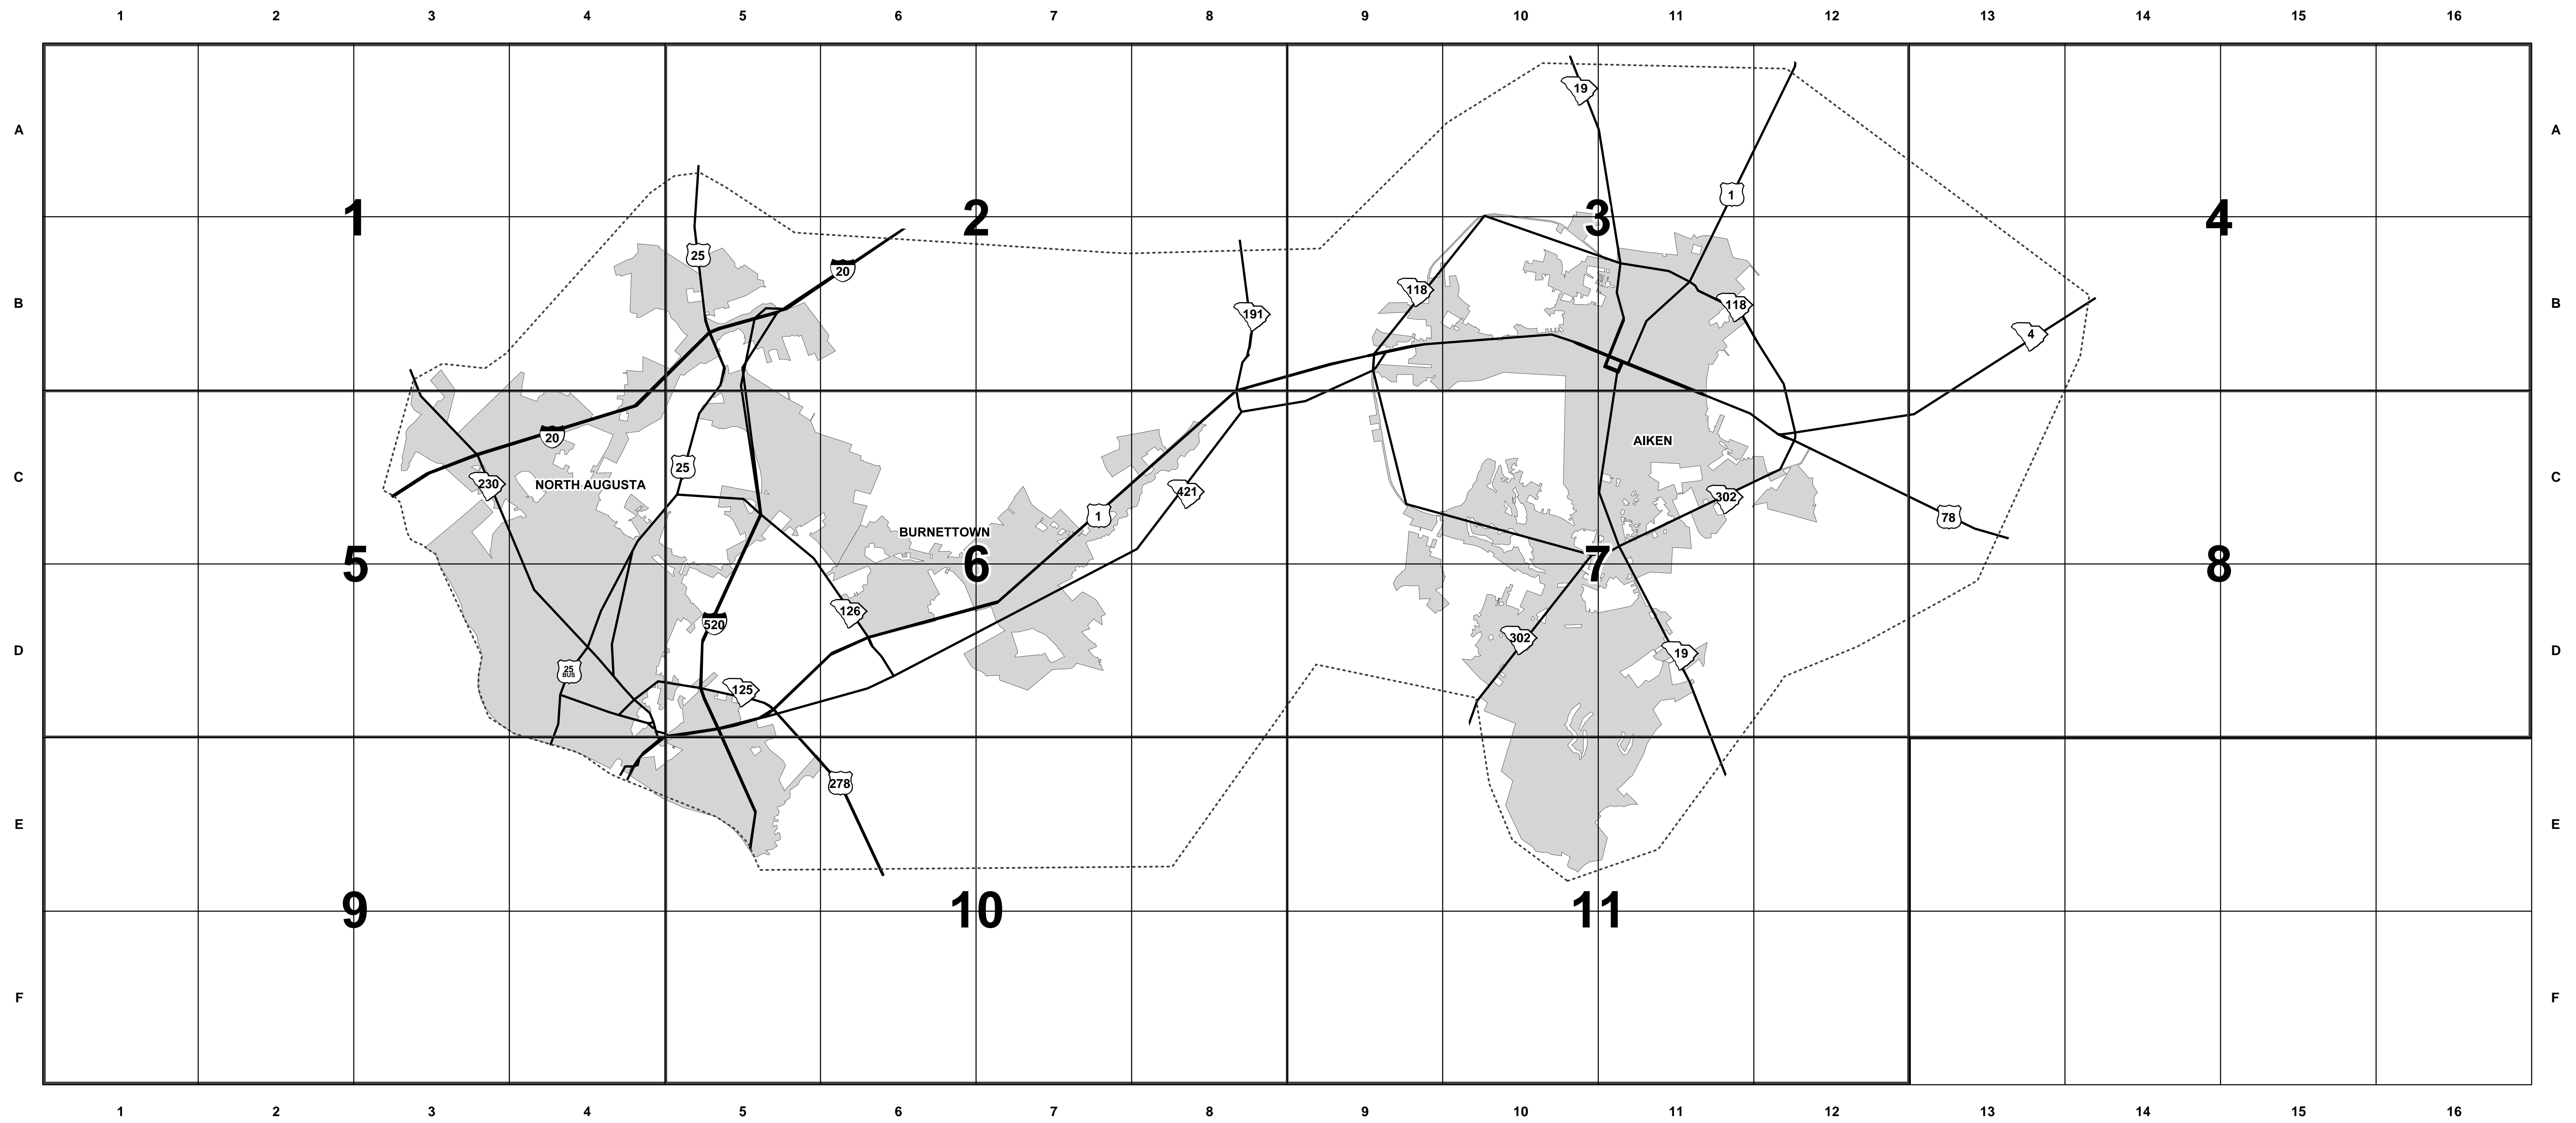 1 2 3 4 5 6 7 8 9 10 11 12 13 14 15 16
19
A A
1
1 2 3 4
25
20
118
B 191 118 B
4
20
AIKEN
25
C 230 NORTH AUGUSTA 421 302 C
1 78
BURNETTOWN
5 6 7 8
126
520
302
D 19 D
25
BUS
125
278
E E
9 10 11
F F
1 2 3 4 5 6 7 8 9 10 11 12 13 14 15 16